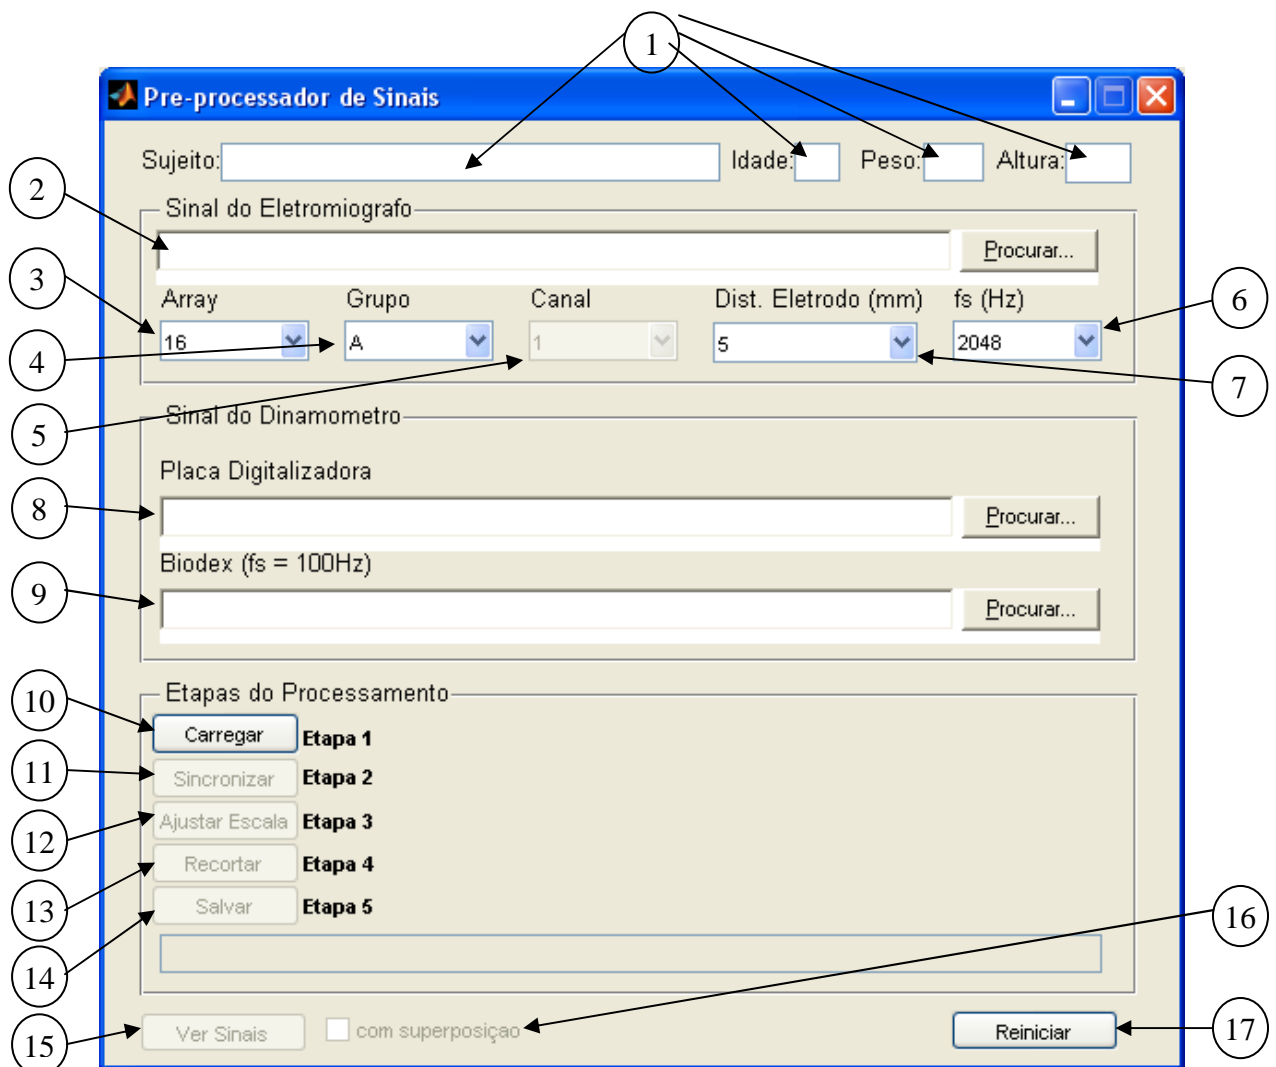 1
Pre-processador de Sinais
Sujeito: Idade: Peso: Altura:
2
Sinal do Eletromiografo
Procurar...
3
Array Grupo Canal Dist. Eletrodo (mm) fs (Hz)
6
16 A 1 5 2048
4
7
5
Sinal do Dinamometro
Placa Digitalizadora
8
Procurar...
Biodex (fs = 100Hz)
9
Procurar...
Etapas do Processamento
10
Carregar Etapa 1
11
Sincronizar Etapa 2
Ajustar Escala Etapa 3
12
Recortar Etapa 4
13
Salvar Etapa 5
16
14
15
Ver Sinais com superposiçao Reiniciar
17